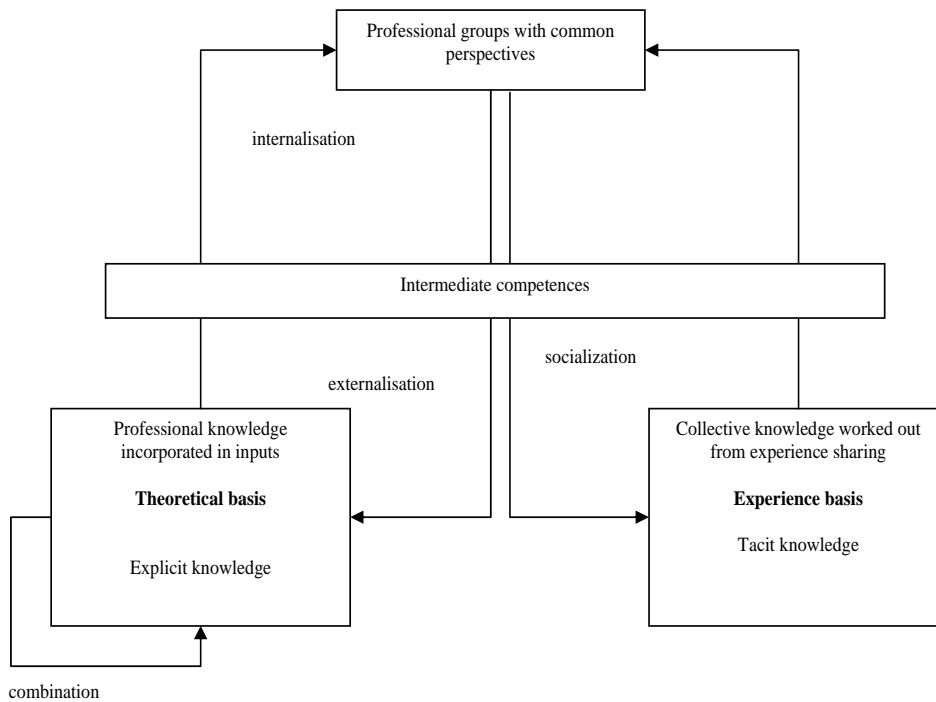 Professional groups with common
perspectives
internalisation
Intermediate competences
socialization
externalisation
Professional knowledge
incorporated in inputs
Theoretical basis
Explicit knowledge
Collective knowledge worked out
from experience sharing
Experience basis
Tacit knowledge
combination